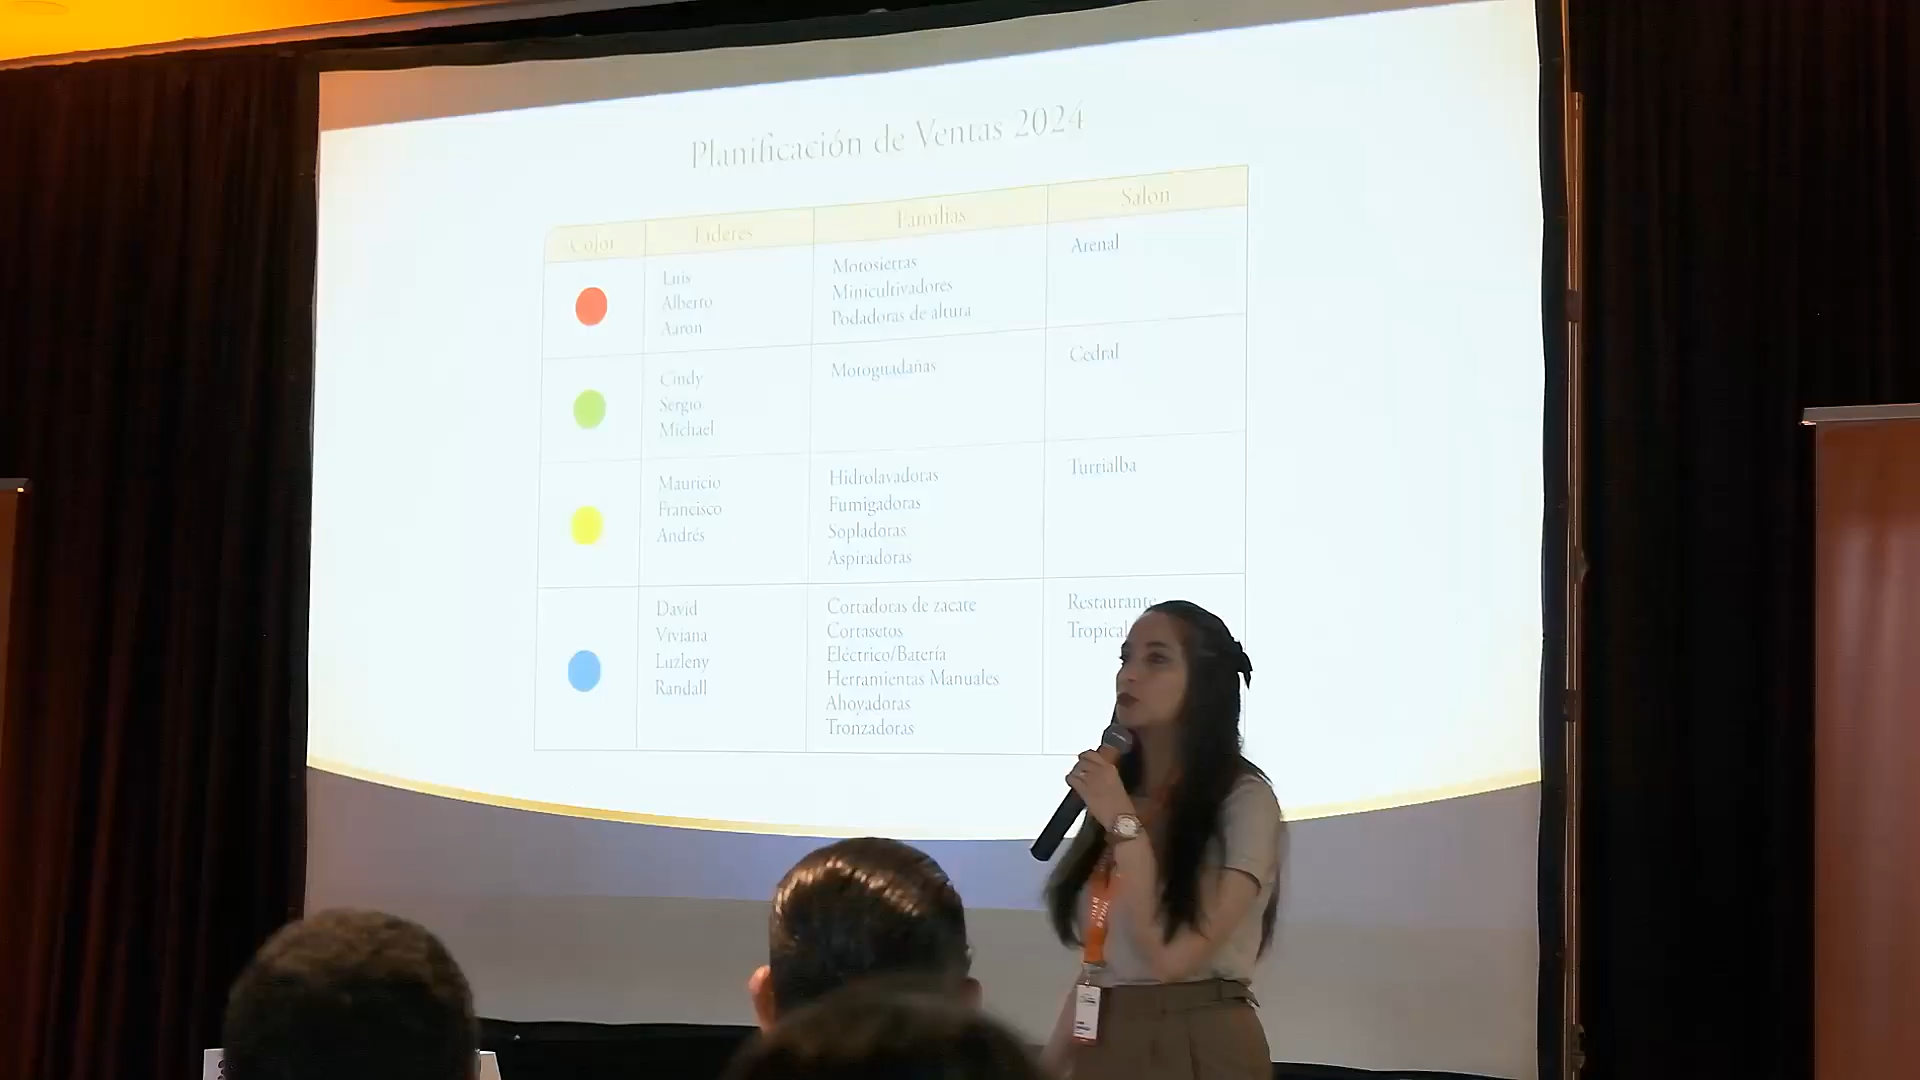 Planificación de Ventas 2024
Color
Líderes
Familias
Salon
Luis
Alberto
Aaron
Motosierras
Minicultivadores
Podadoras de altura
Arenal
Cindy
Sergio
Michael
Motoguadañas
Cedral
Mauricio
Francisco
Andrés
Hidrolavadoras
Fumigadoras
Sopladoras
Aspiradoras
Turrialba
David
Viviana
Luzleny
Randall
Cortadoras de zacate
Cortasetos
Eléctrico/Batería
Herramientas Manuales
Ahoyadoras
Tronzadoras
Restaurante
Tropical